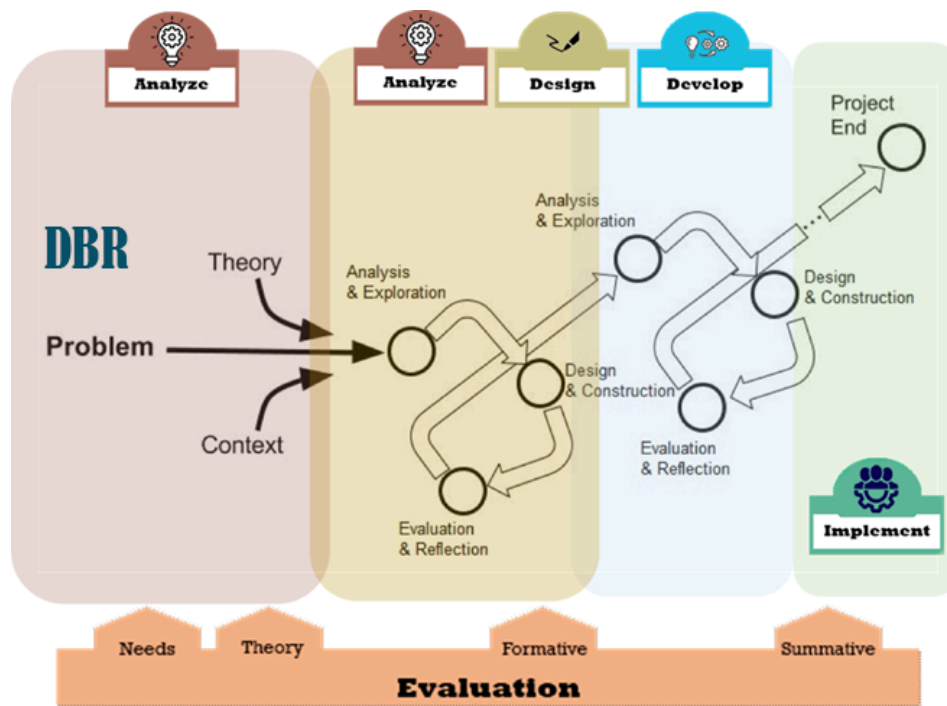 Analyze
Analyze
Design
Develop
Project
End
DBR
Theory
Problem
Context
Analysis
& Exploration
Design
& Construction
Evaluation
& Reflection
Analysis
& Exploration
Design
& Construction
Evaluation
& Reflection
Implement
Needs
Theory
Formative
Summative
Evaluation